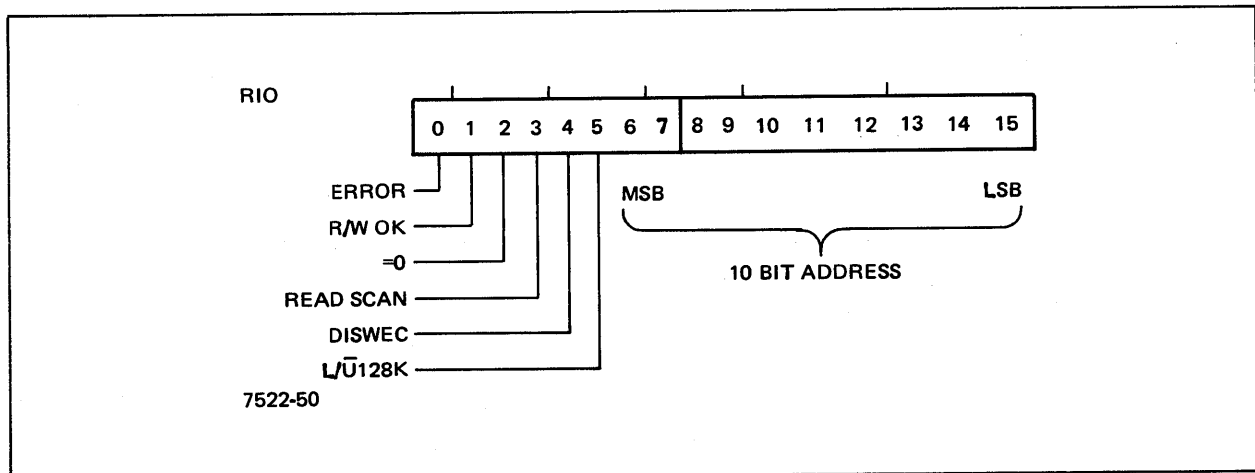 RIO
0 1 2 3 4 5 6 7 8 9 10 11 12 13 14 15
ERROR
MSB LSB
R/W OK
=0
10 BIT ADDRESS
READ SCAN
DISWEC
L/U̅128K
7522-50